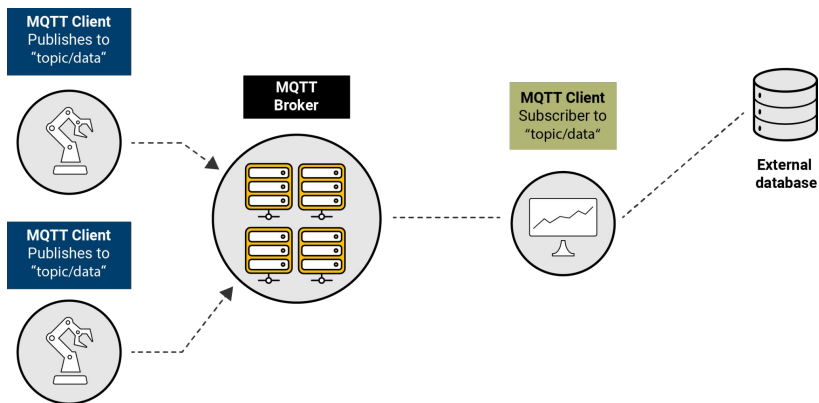 MQTT Client
Publishes to
“topic/data“
MQTT
Broker
MQTT Client
Subscriber to
“topic/data“
External
database
MQTT Client
Publishes to
“topic/data“